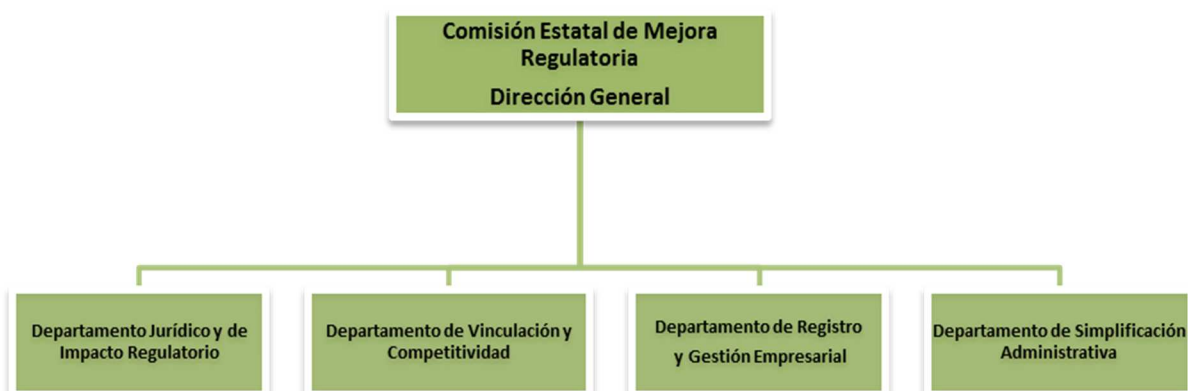 Comisión Estatal de Mejora
Regulatoria
Dirección General
Departamento Jurídico y de
Impacto Regulatorio
Departamento de Vinculación y
Competitividad
Departamento de Registro
y Gestión Empresarial
Departamento de Simplificación
Administrativa